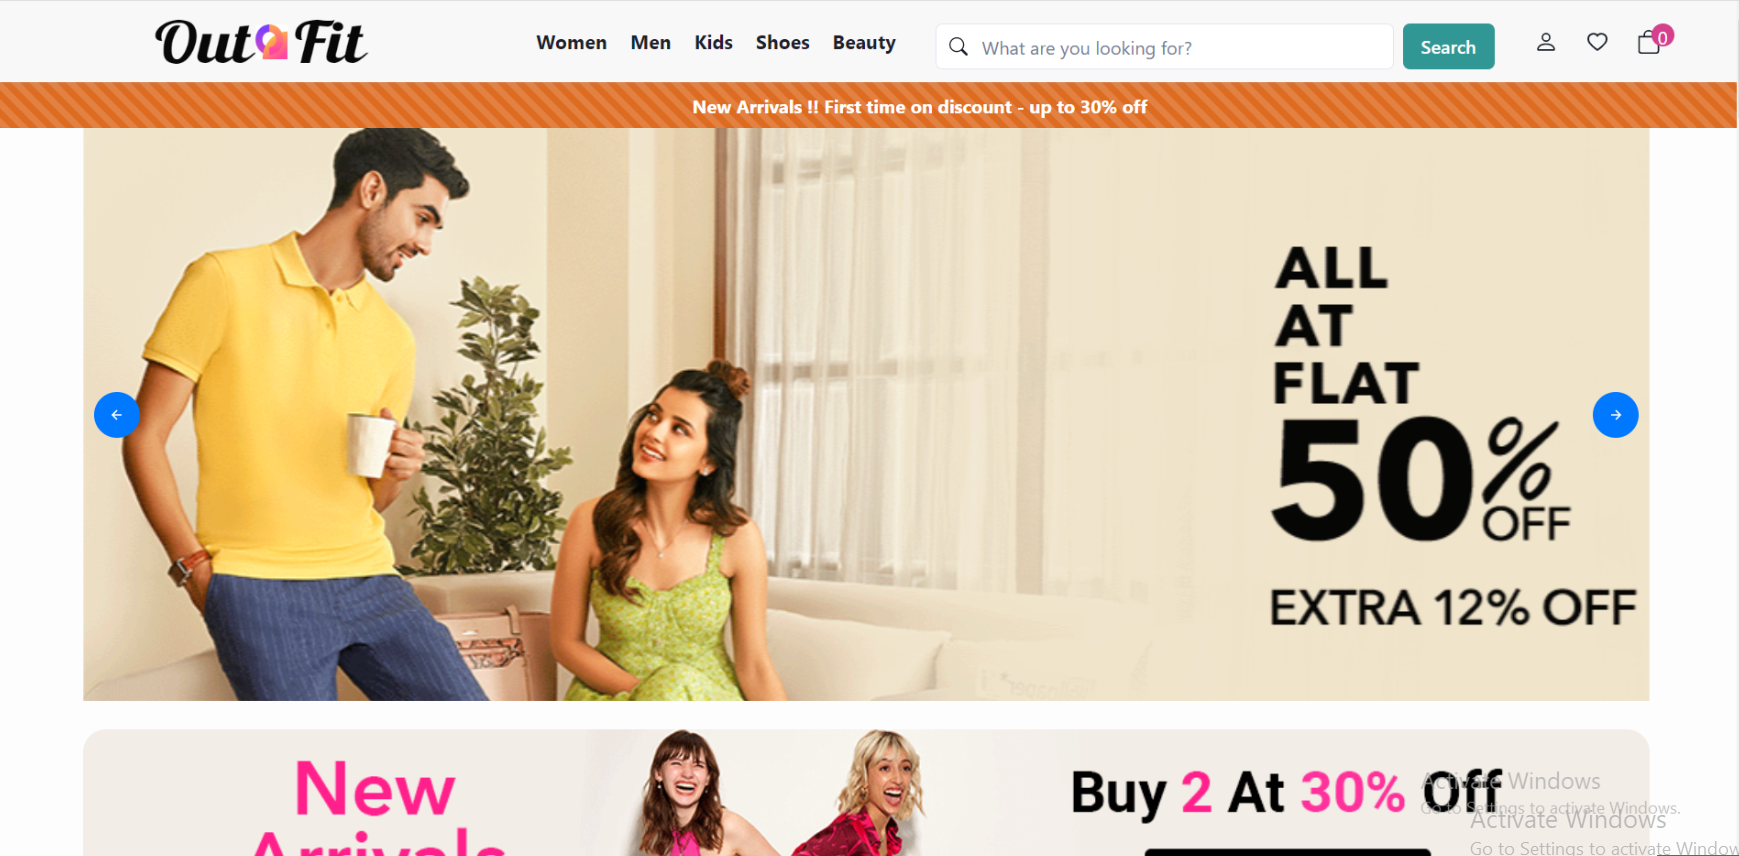 Out Fit
Women Men Kids Shoes Beauty
What are you looking for?
Search
0
New Arrivals !! First time on discount - up to 30% off
ALL
AT
FLAT
50%
OFF
EXTRA 12% OFF
New
Arrivals
Buy 2 At 30% Off
Activate Windows
Go to Settings to activate Windows.
Activate Windows
Go to Settings to activate Window